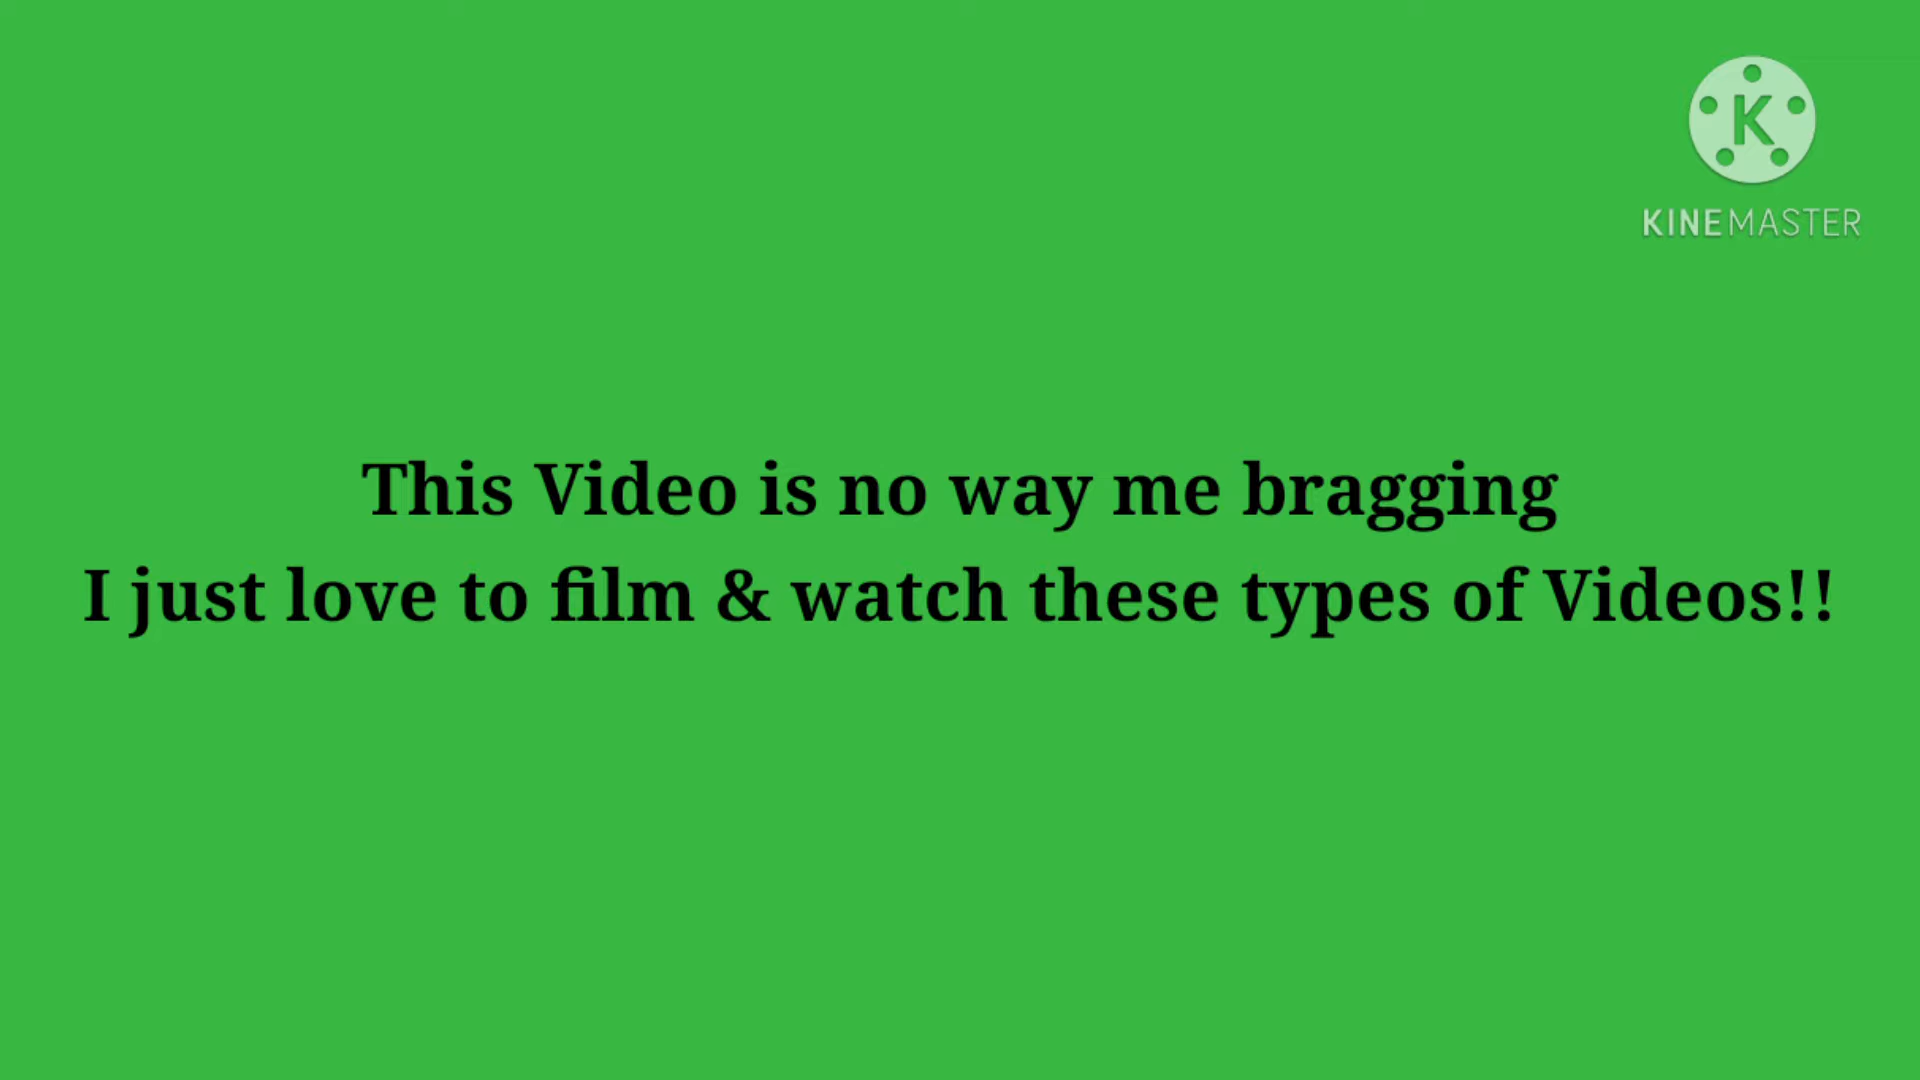 K
KINEMASTER
This Video is no way me bragging
I just love to film & watch these types of Videos!!